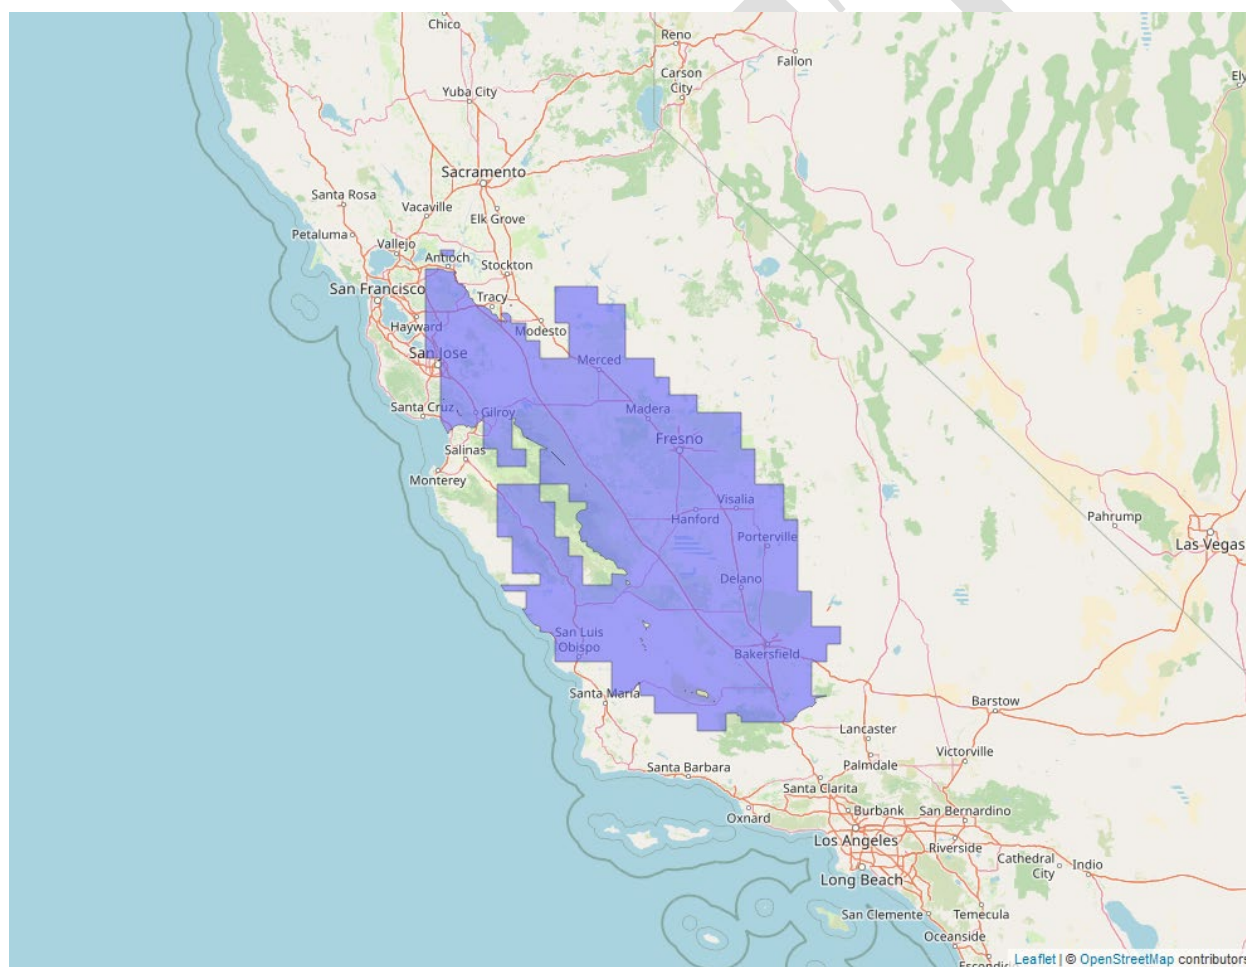 Chico
Reno
Fallon
Carson
City
Ely
Yuba City
Sacramento
Santa Rosa
Vacaville
Elk Grove
Petaluma
Vallejo
Antioch
Stockton
San Francisco
Tracy
Hayward
Modesto
San Jose
Merced
Santa Cruz
Gilroy
Madera
Fresno
Salinas
Monterey
Visalia
Hanford
Pahrump
Las Vegas
Porterville
Delano
San Luis
Obispo
Bakersfield
Santa Maria
Barstow
Lancaster
Victorville
Palmdale
Santa Barbara
Santa Clarita
Oxnard
Burbank
San Bernardino
Los Angeles
Riverside
Cathedral
City
Indio
Long Beach
San Clemente
Temecula
Oceanside
Escondid
Leaflet | © OpenStreetMap contributors